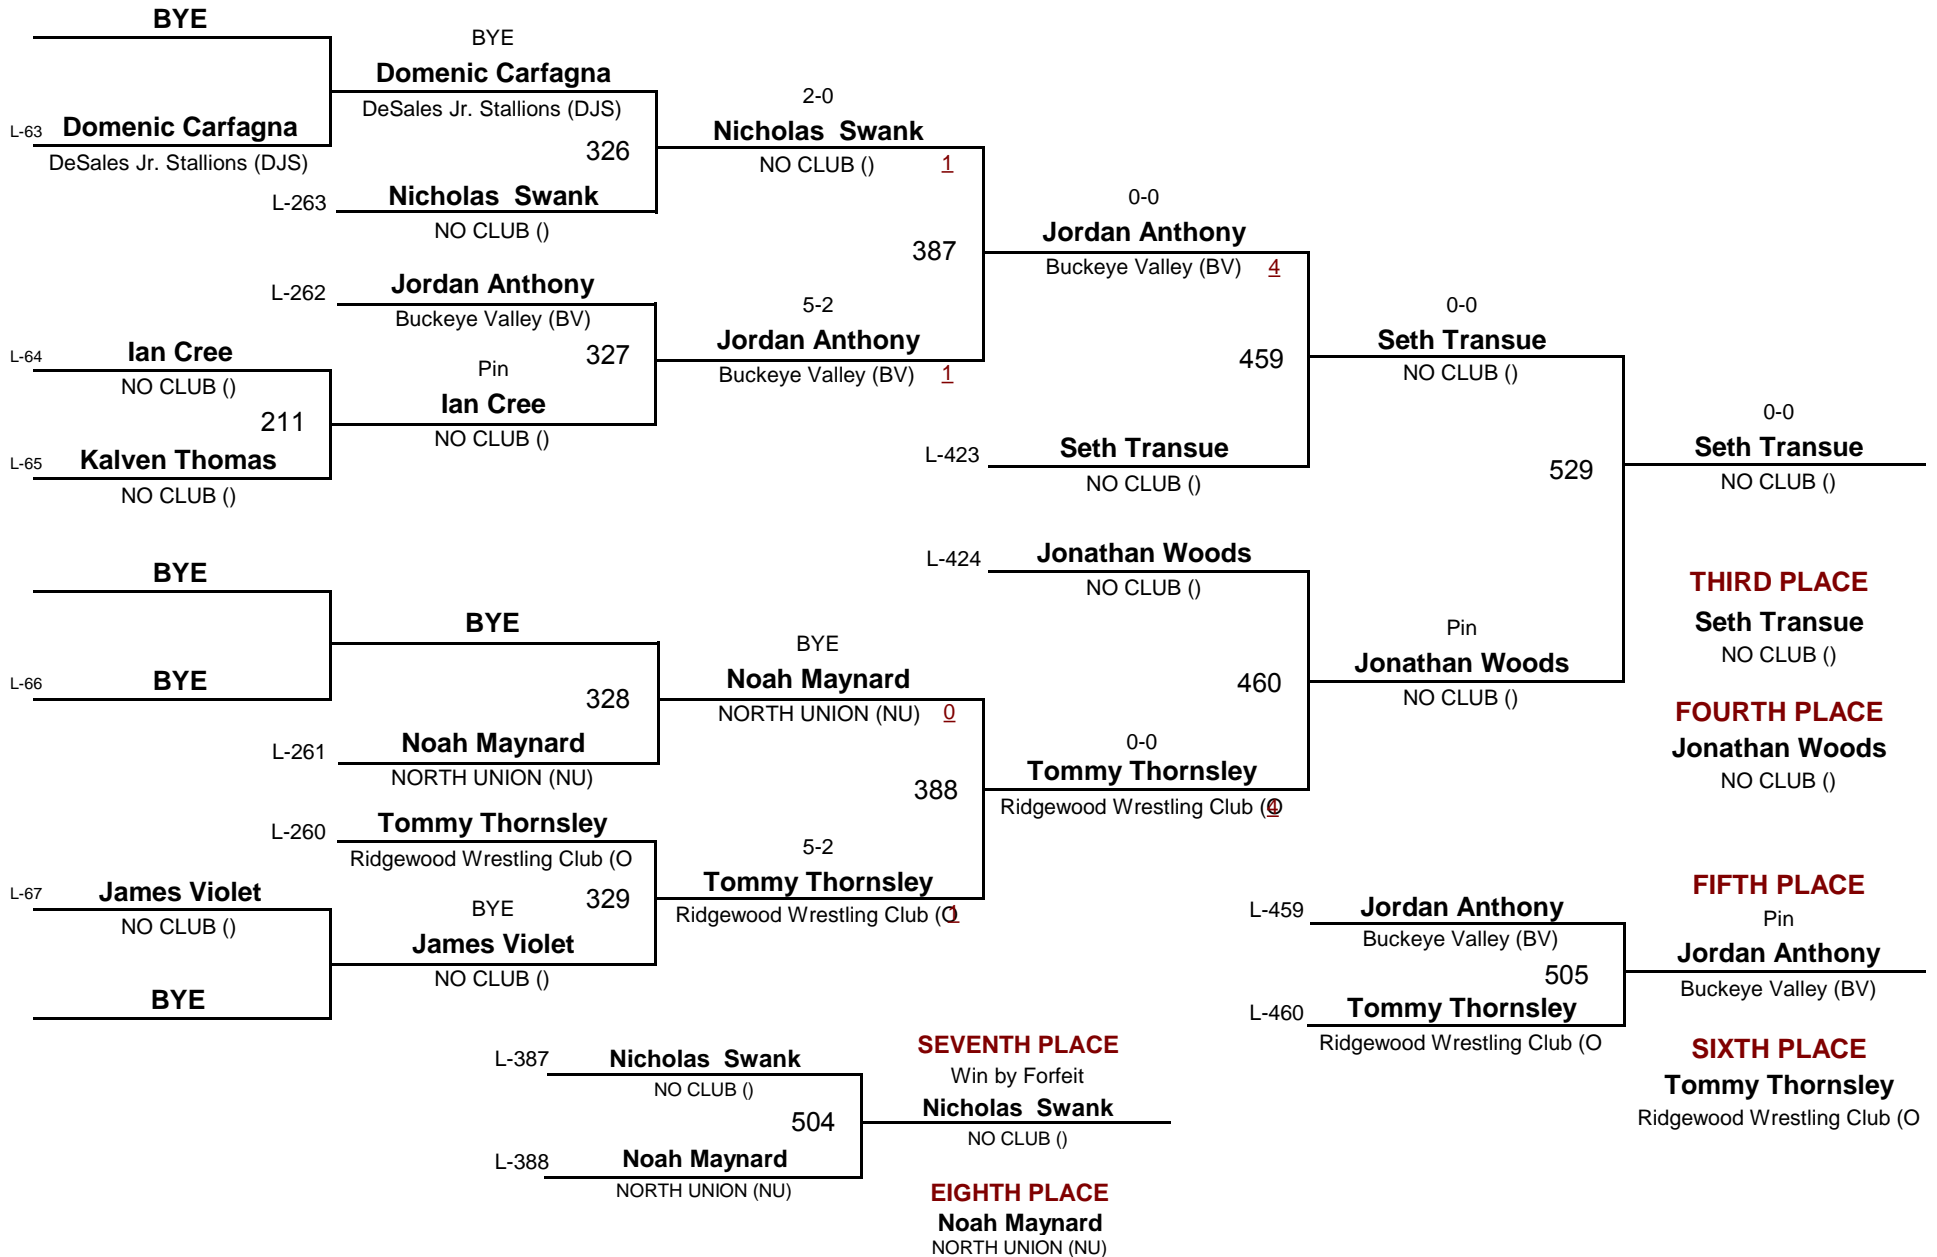 BYE
BYE
Domenic Carfagna
DeSales Jr. Stallions (DJS)
L-63 Domenic Carfagna
DeSales Jr. Stallions (DJS)
326
2-0
Nicholas Swank
NO CLUB () 1
L-263 Nicholas Swank
NO CLUB ()
387
0-0
Jordan Anthony
Buckeye Valley (BV) 4
L-262 Jordan Anthony
Buckeye Valley (BV)
327
5-2
Jordan Anthony
Buckeye Valley (BV) 1
L-64 Ian Cree
NO CLUB ()
211
Pin
Ian Cree
NO CLUB ()
L-65 Kalven Thomas
NO CLUB ()
459
0-0
Seth Transue
NO CLUB ()
L-423 Seth Transue
NO CLUB ()
529
0-0
Seth Transue
NO CLUB ()
L-424 Jonathan Woods
NO CLUB ()
THIRD PLACE
Seth Transue
NO CLUB ()
BYE
BYE
L-66 BYE
328
BYE
Noah Maynard
NORTH UNION (NU) 0
460
Pin
Jonathan Woods
NO CLUB ()
FOURTH PLACE
Jonathan Woods
NO CLUB ()
L-261 Noah Maynard
NORTH UNION (NU)
388
0-0
Tommy Thornsley
Ridgewood Wrestling Club (O 4
L-260 Tommy Thornsley
Ridgewood Wrestling Club (O
329
5-2
Tommy Thornsley
Ridgewood Wrestling Club (O 1
L-67 James Violet
NO CLUB ()
BYE
James Violet
NO CLUB ()
BYE
L-459 Jordan Anthony
Buckeye Valley (BV)
505
L-460 Tommy Thornsley
Ridgewood Wrestling Club (O
FIFTH PLACE
Pin
Jordan Anthony
Buckeye Valley (BV)
SIXTH PLACE
Tommy Thornsley
Ridgewood Wrestling Club (O
L-387 Nicholas Swank
NO CLUB ()
504
L-388 Noah Maynard
NORTH UNION (NU)
SEVENTH PLACE
Win by Forfeit
Nicholas Swank
NO CLUB ()
EIGHTH PLACE
Noah Maynard
NORTH UNION (NU)